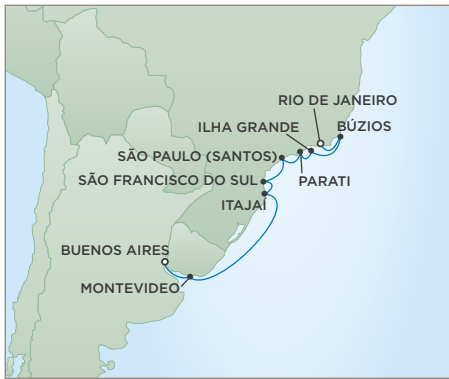 RIO DE JANEIRO
ILHA GRANDE
BÚZIOS
SÃO PAULO (SANTOS)
PARATI
SÃO FRANCISCO DO SUL
ITAJAÍ
BUENOS AIRES
MONTEVIDEO